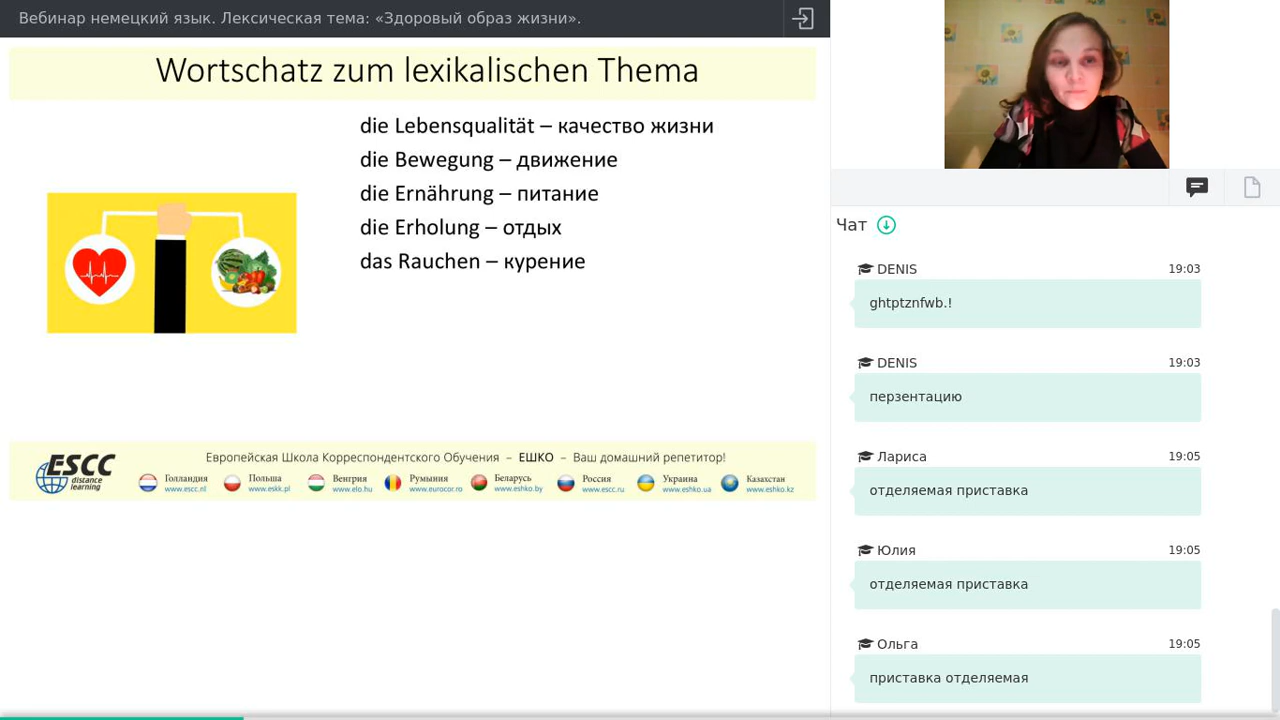 Вебинар немецкий язык. Лексическая тема: «Здоровый образ жизни».
Wortschatz zum lexikalischen Thema
die Lebensqualität – качество жизни
die Bewegung – движение
die Ernährung – питание
die Erholung – отдых
das Rauchen – курение
ESCC
distance
learning
Европейская Школа Корреспондентского Обучения – ЕШКО – Ваш домашний репетитор!
Голландия
www.escc.nl
Польша
www.eskk.pl
Венгрия
www.elo.hu
Румыния
www.eurocor.ro
Беларусь
www.eshko.by
Россия
www.escc.ru
Украина
www.eshko.ua
Казахстан
www.eshko.kz
Чат
DENIS 19:03
ghtptznfwb.!
DENIS 19:03
перзентацию
Лариса 19:05
отделяемая приставка
Юлия 19:05
отделяемая приставка
Ольга 19:05
приставка отделяемая